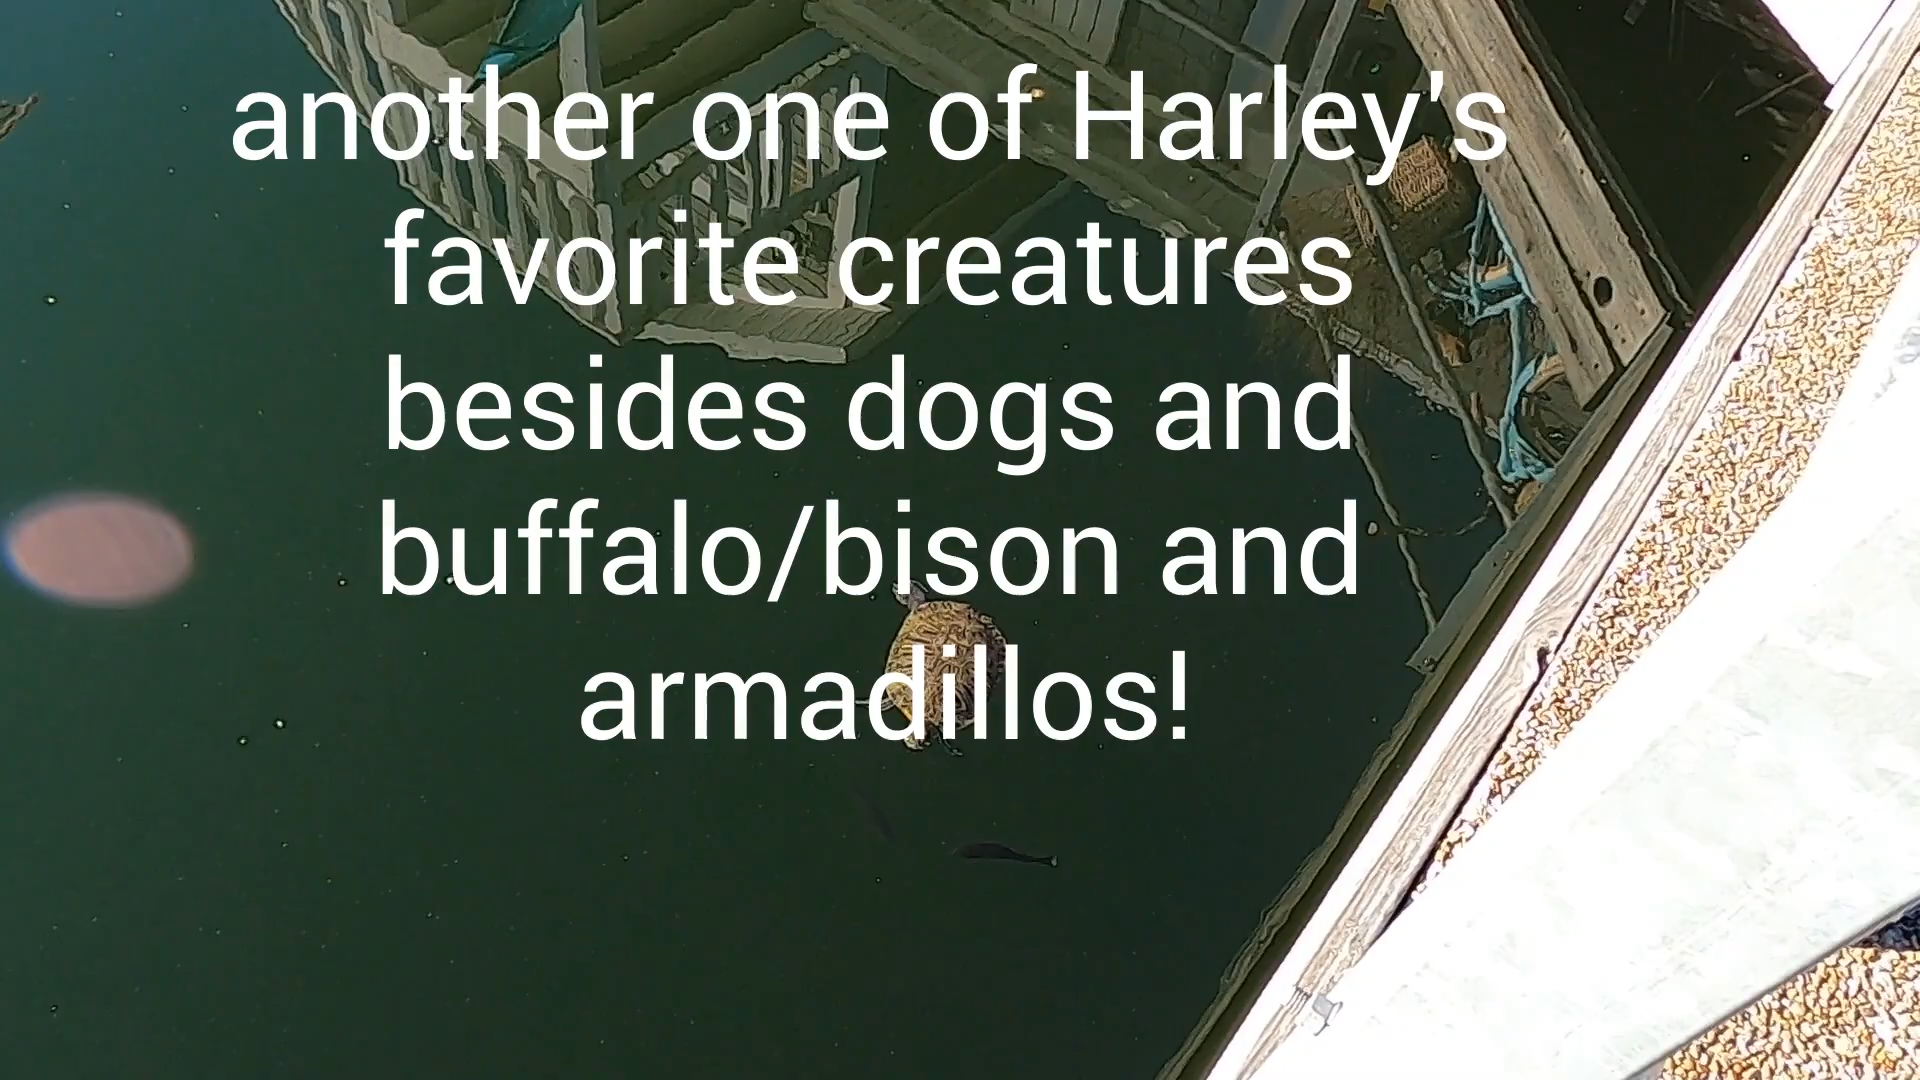 another one of Harley's
favorite creatures
besides dogs and
buffalo/bison and
armadillos!